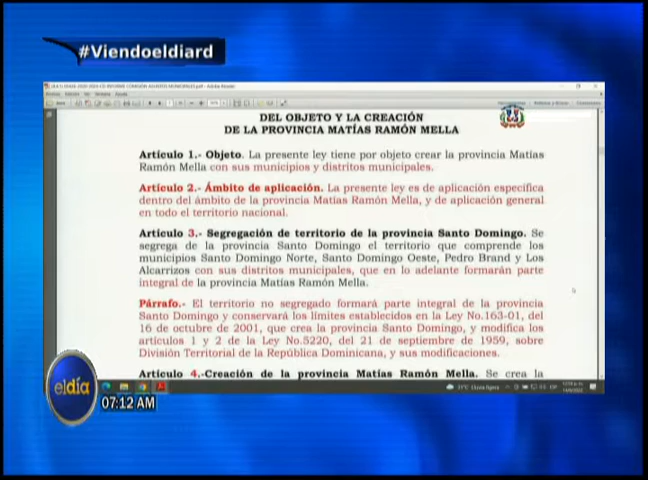 #Viendoeldiard
DEL OBJETO Y LA CREACIÓN
DE LA PROVINCIA MATÍAS RAMÓN MELLA
Artículo 1.- Objeto. La presente ley tiene por objeto crear la provincia Matías
Ramón Mella con sus municipios y distritos municipales.
Artículo 2.- Ámbito de aplicación. La presente ley es de aplicación específica
dentro del ámbito de la provincia Matías Ramón Mella, y de aplicación general
en todo el territorio nacional.
Artículo 3.- Segregación de territorio de la provincia Santo Domingo. Se
segrega de la provincia Santo Domingo el territorio que comprende los
municipios Santo Domingo Norte, Santo Domingo Oeste, Pedro Brand y Los
Alcarrizos con sus distritos municipales, que en lo adelante formarán parte
integral de la provincia Matías Ramón Mella.
Párrafo.- El territorio no segregado formará parte integral de la provincia
Santo Domingo y conservará los límites establecidos en la Ley No.163-01, del
16 de octubre de 2001, que crea la provincia Santo Domingo, y modifica los
artículos 1 y 2 de la Ley No.5220, del 21 de septiembre de 1959, sobre
División Territorial de la República Dominicana, y sus modificaciones.
Artículo 4.-Creación de la provincia Matías Ramón Mella. Se crea la
eldía
07:12 AM